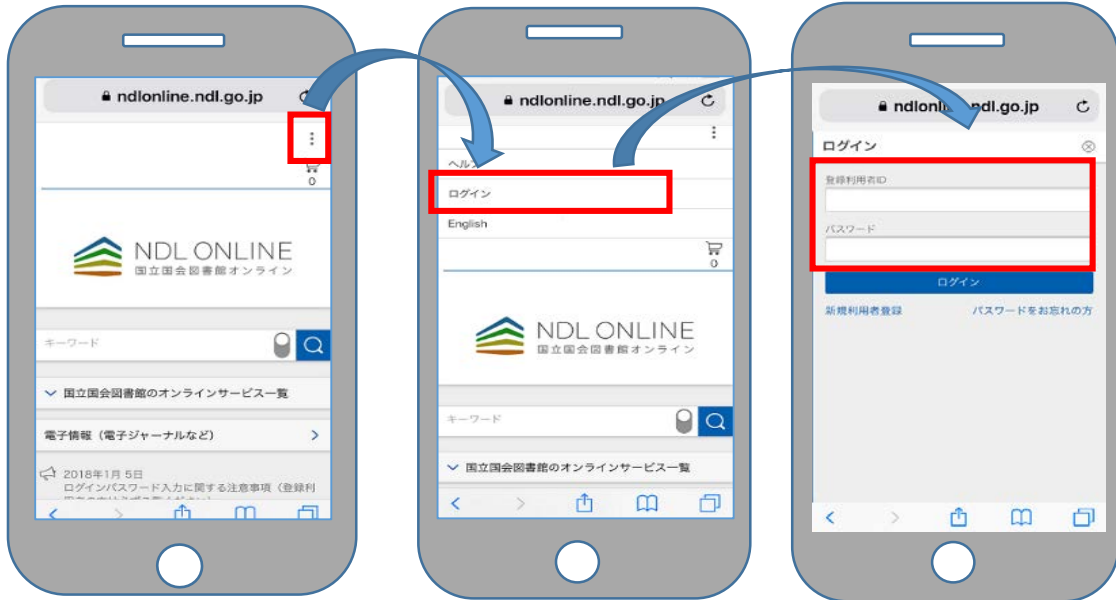 ndlonline.ndl.go.jp
0
NDL ONLINE
国立国会図書館オンライン
キーワード
国立国会図書館のオンラインサービス一覧
電子情報（電子ジャーナルなど）
2018年1月 5日
ログインパスワード入力に関する注意事項（登録利
ndlonline.ndl.go.jp
ヘルプ
ログイン
English
0
NDL ONLINE
国立国会図書館オンライン
キーワード
国立国会図書館のオンラインサービス一覧
ndlonline.ndl.go.jp
ログイン
登録利用者ID
パスワード
ログイン
新規利用者登録
パスワードをお忘れの方